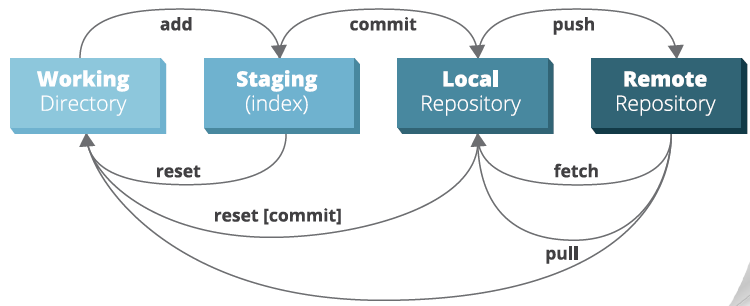 add
commit
push
Working
Directory
Staging
(index)
Local
Repository
Remote
Repository
reset
fetch
reset [commit]
pull